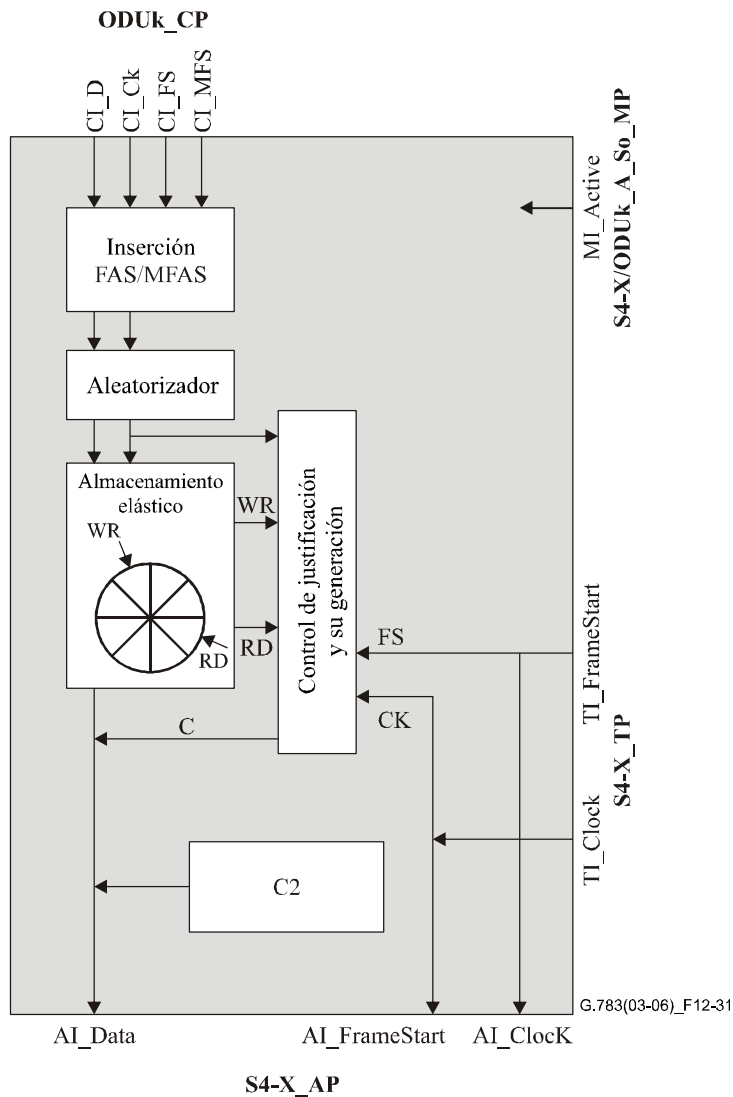 ODUk_CP
CI_D
CI_Ck
CI_FS
CI_MFS
MI_Active
S4-X/ODUk_A_So_MP
Inserción
FAS/MFAS
Aleatorizador
Almacenamiento
elástico
WR
WR
RD
RD
Control de justificación
y su generación
FS
CK
C
TI_FrameStart
S4-X_TP
TI_Clock
C2
G.783(03-06)_F12-31
AI_Data
AI_FrameStart
AI_ClocK
S4-X_AP